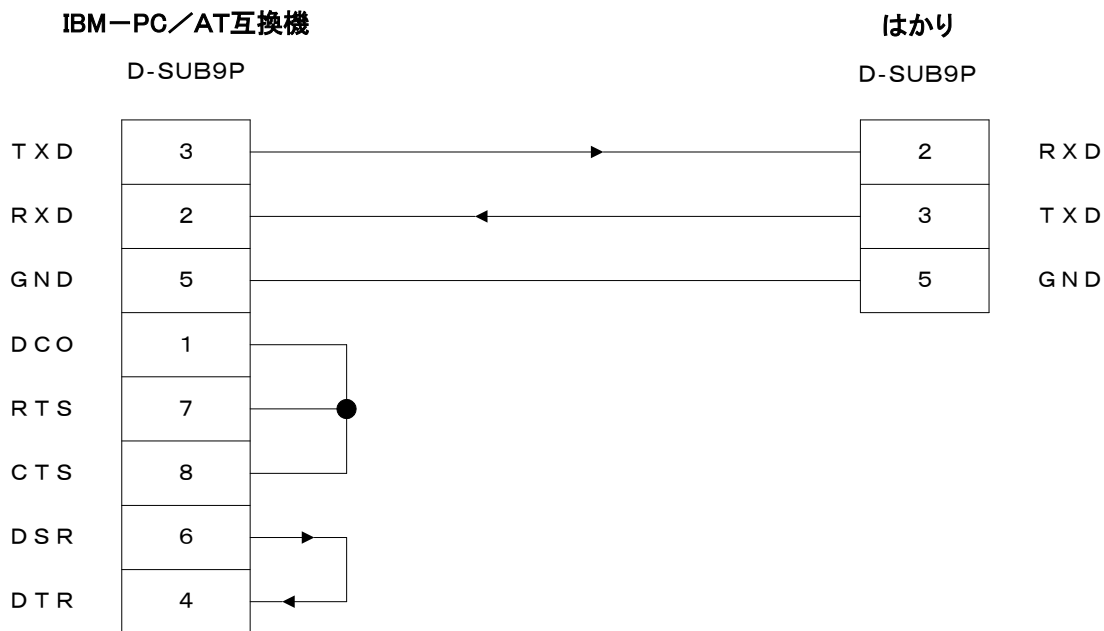 IBM－PC／AT互換機 はかり
D-SUB9P D-SUB9P
TXD 3 2 RXD
RXD 2 3 TXD
GND 5 5 GND
DCO 1
RTS 7
CTS 8
DSR 6
DTR 4